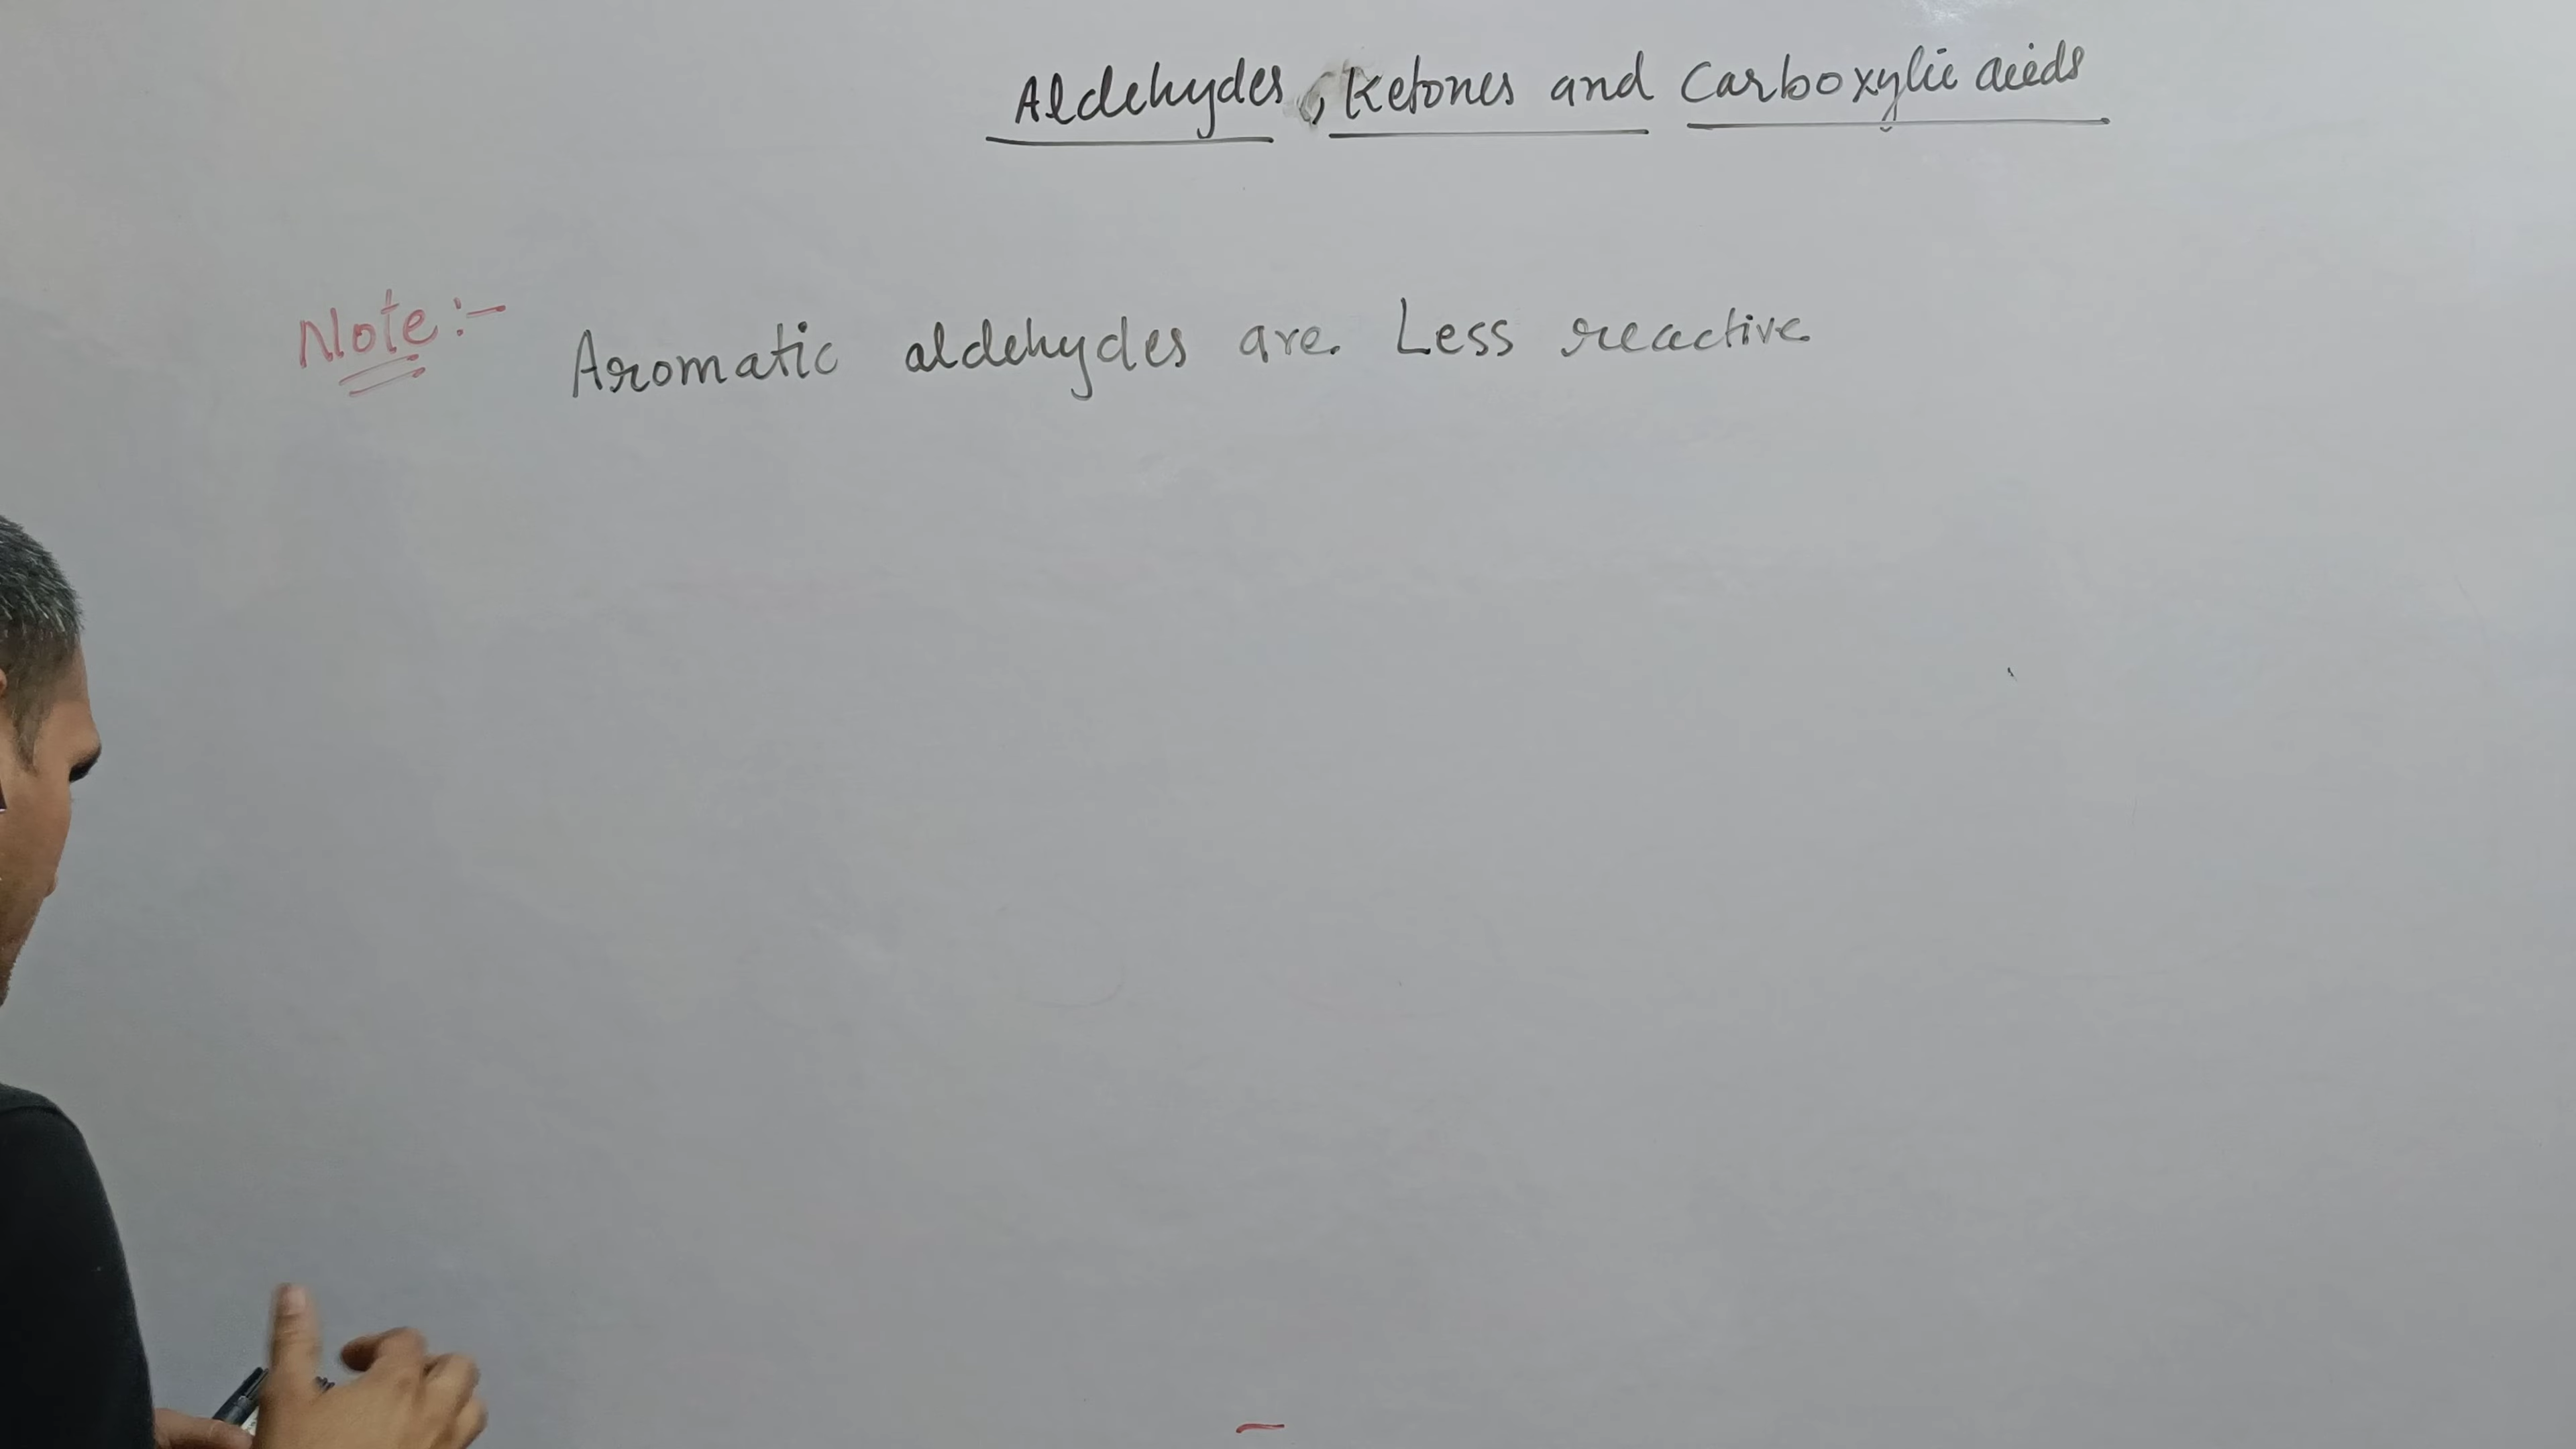 Aldehydes, Ketones and Carboxylic acids
Note:- Aromatic aldehydes are Less reactive